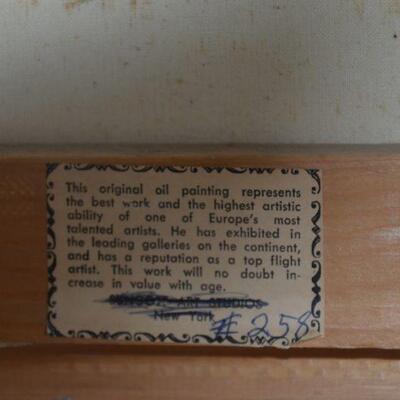 This original oil painting represents
the best work and the highest artistic
ability of one of Europe's most
talented artists. He has exhibited in
the leading galleries on the continent,
and has a reputation as a top flight
artist. This work will no doubt in-
crease in value with age.
ART STUDIOS
New York # 258